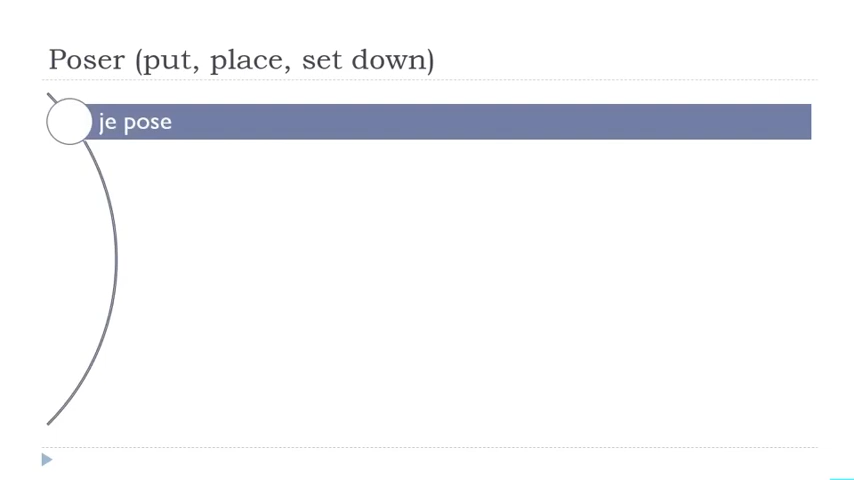 Poser (put, place, set down)
je pose